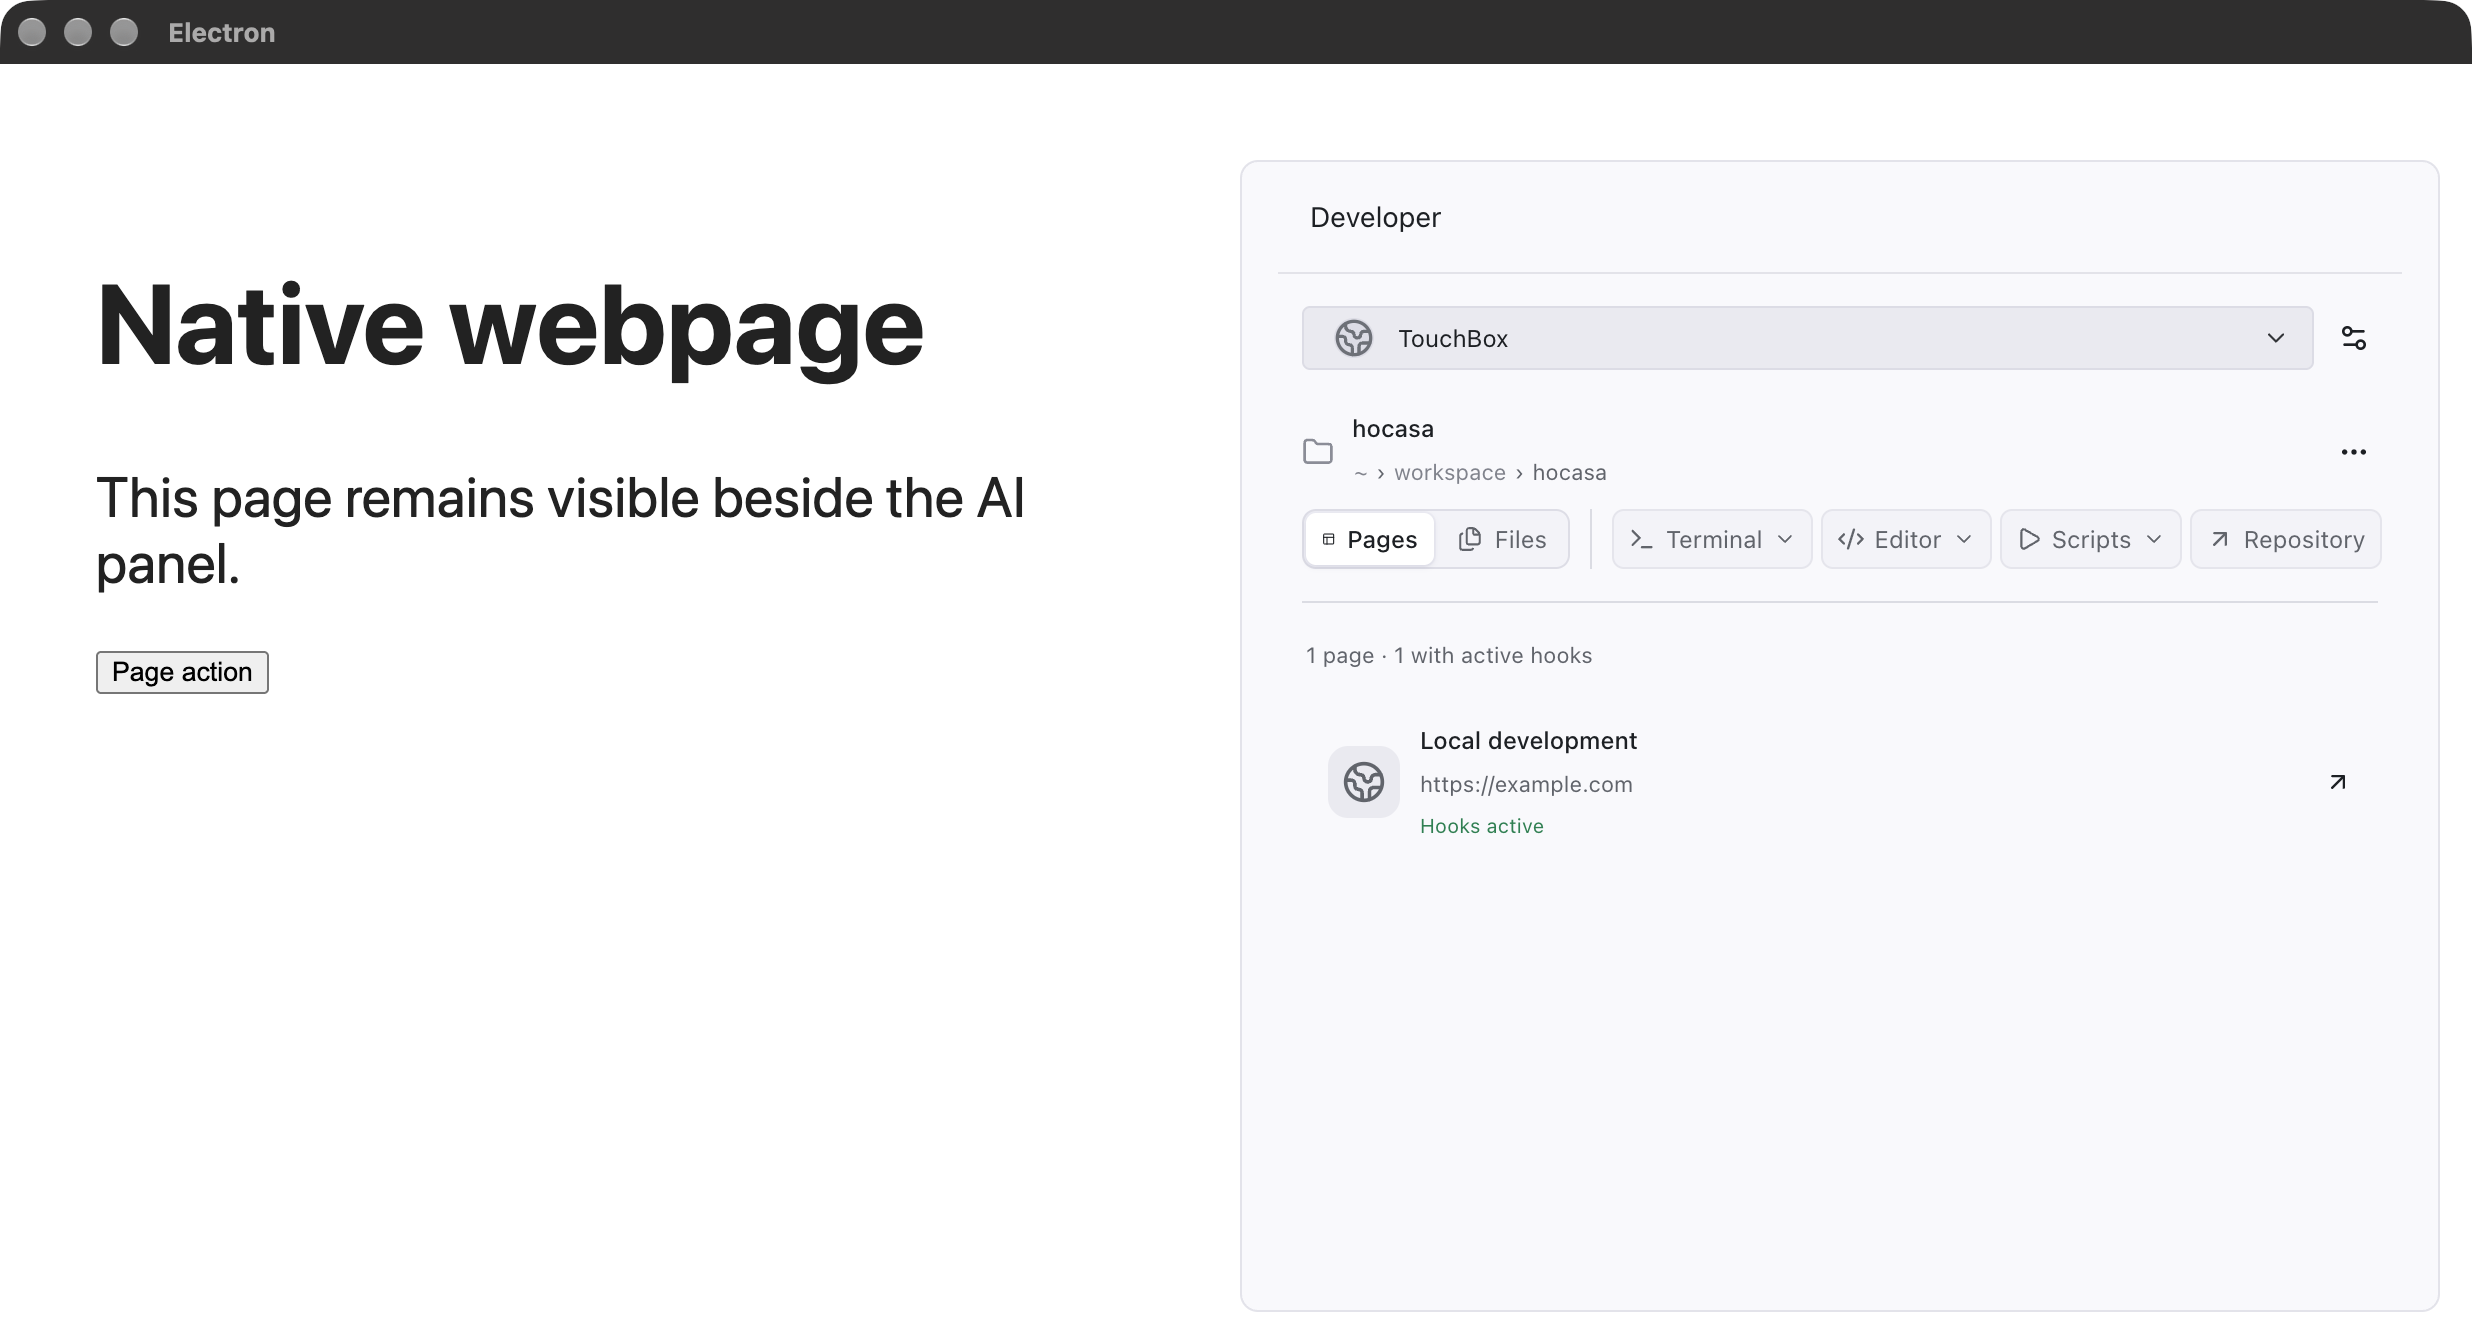 Electron
Native webpage
This page remains visible beside the AI
panel.
Page action
Developer
TouchBox
hocasa
~ › workspace › hocasa
Pages Files Terminal Editor Scripts Repository
1 page · 1 with active hooks
Local development
https://example.com
Hooks active